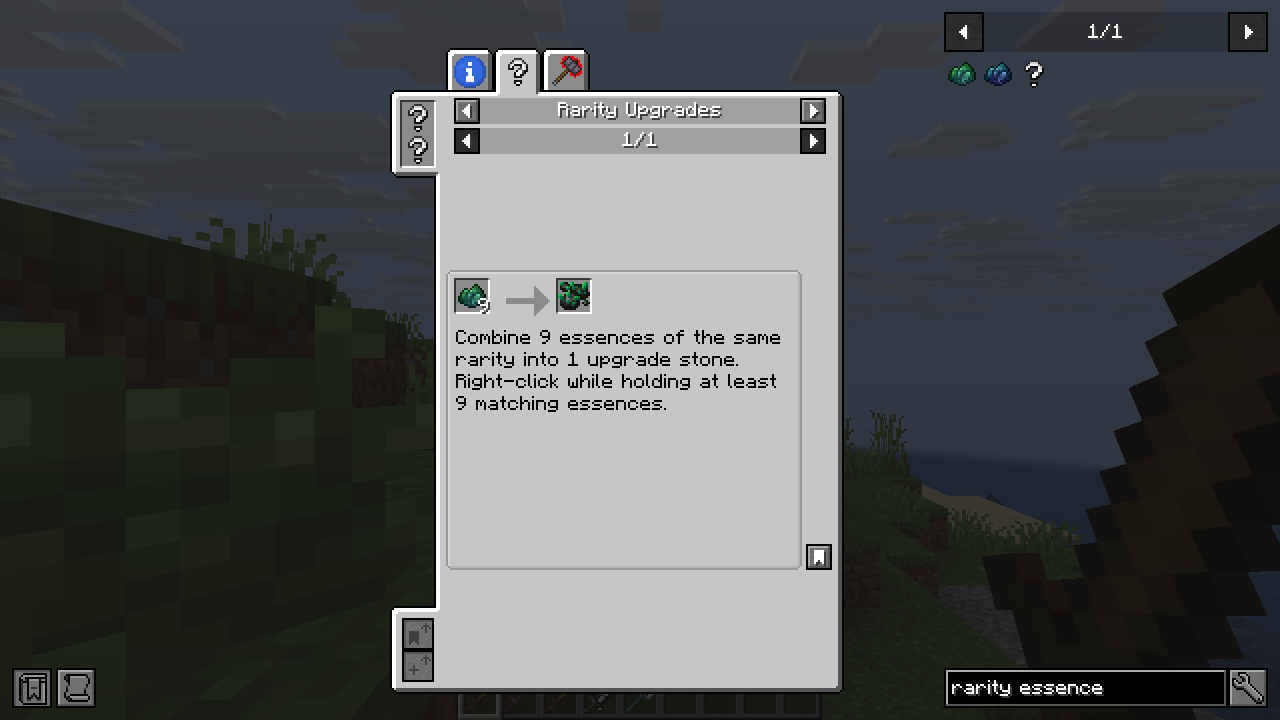 1/1
Rarity Upgrades
1/1
9
Combine 9 essences of the same
rarity into 1 upgrade stone.
Right-click while holding at least
9 matching essences.
rarity essence